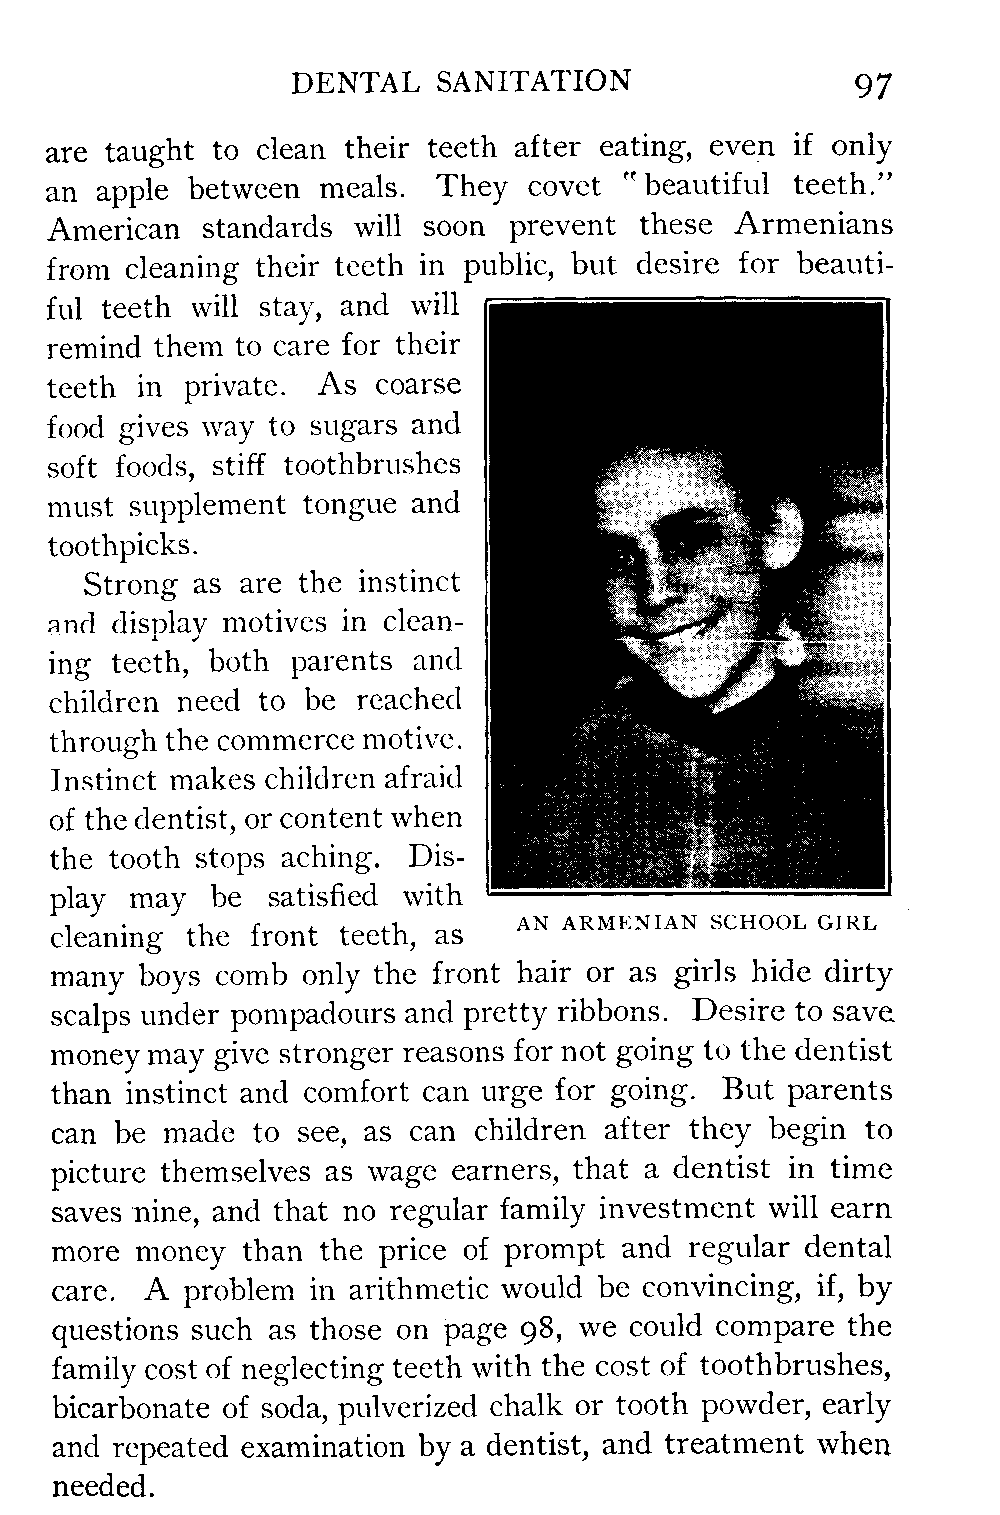 DENTAL SANITATION 97
are taught to clean their teeth after eating, even if only
an apple between meals. They covet "beautiful teeth."
American standards will soon prevent these Armenians
from cleaning their teeth in public, but desire for beauti-
ful teeth will stay, and will
remind them to care for their
teeth in private. As coarse
food gives way to sugars and
soft foods, stiff toothbrushes
must supplement tongue and
toothpicks.
Strong as are the instinct
and display motives in clean-
ing teeth, both parents and
children need to be reached
through the commerce motive.
Instinct makes children afraid
of the dentist, or content when
the tooth stops aching. Dis-
play may be satisfied with
cleaning the front teeth, as
many boys comb only the front hair or as girls hide dirty
scalps under pompadours and pretty ribbons. Desire to save
money may give stronger reasons for not going to the dentist
than instinct and comfort can urge for going. But parents
can be made to see, as can children after they begin to
picture themselves as wage earners, that a dentist in time
saves nine, and that no regular family investment will earn
more money than the price of prompt and regular dental
care. A problem in arithmetic would be convincing, if, by
questions such as those on page 98, we could compare the
family cost of neglecting teeth with the cost of toothbrushes,
bicarbonate of soda, pulverized chalk or tooth powder, early
and repeated examination by a dentist, and treatment when
needed.
AN ARMENIAN SCHOOL GIRL